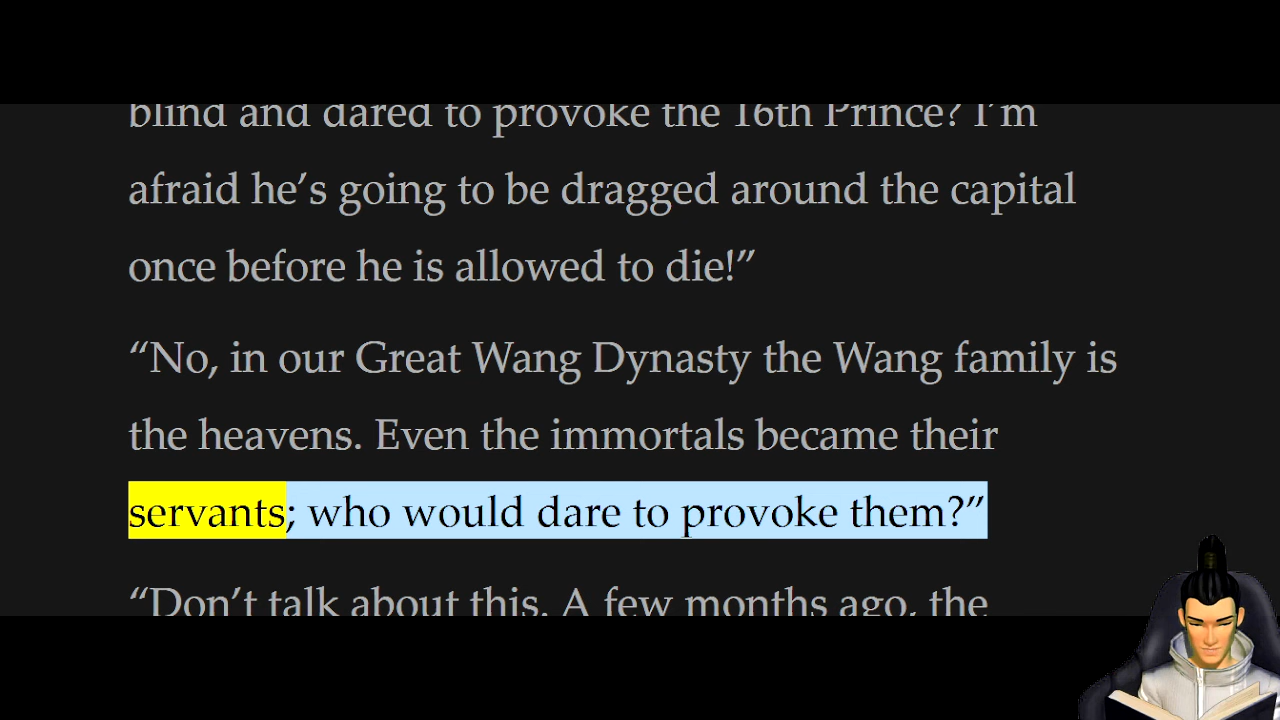 blind and dared to provoke the 16th Prince? I’m
afraid he’s going to be dragged around the capital
once before he is allowed to die!”
“No, in our Great Wang Dynasty the Wang family is
the heavens. Even the immortals became their
servants; who would dare to provoke them?”
“Don’t talk about this. A few months ago, the